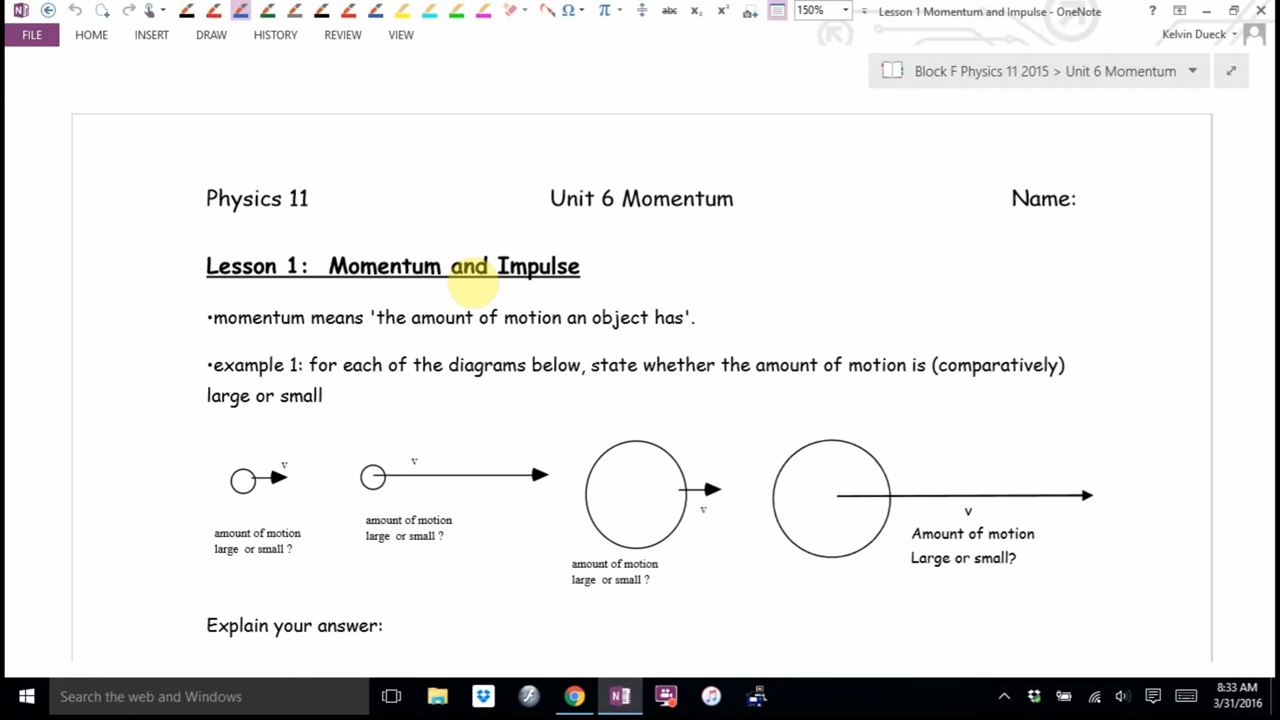 150%
Lesson 1 Momentum and Impulse - OneNote
FILE HOME INSERT DRAW HISTORY REVIEW VIEW
Kelvin Dueck
Block F Physics 11 2015 > Unit 6 Momentum
Physics 11 Unit 6 Momentum Name:
Lesson 1: Momentum and Impulse
•momentum means 'the amount of motion an object has'.
•example 1: for each of the diagrams below, state whether the amount of motion is (comparatively)
large or small
v
amount of motion
large or small ?
v
amount of motion
large or small ?
v
amount of motion
large or small ?
v
Amount of motion
Large or small?
Explain your answer:
Search the web and Windows
8:33 AM
3/31/2016